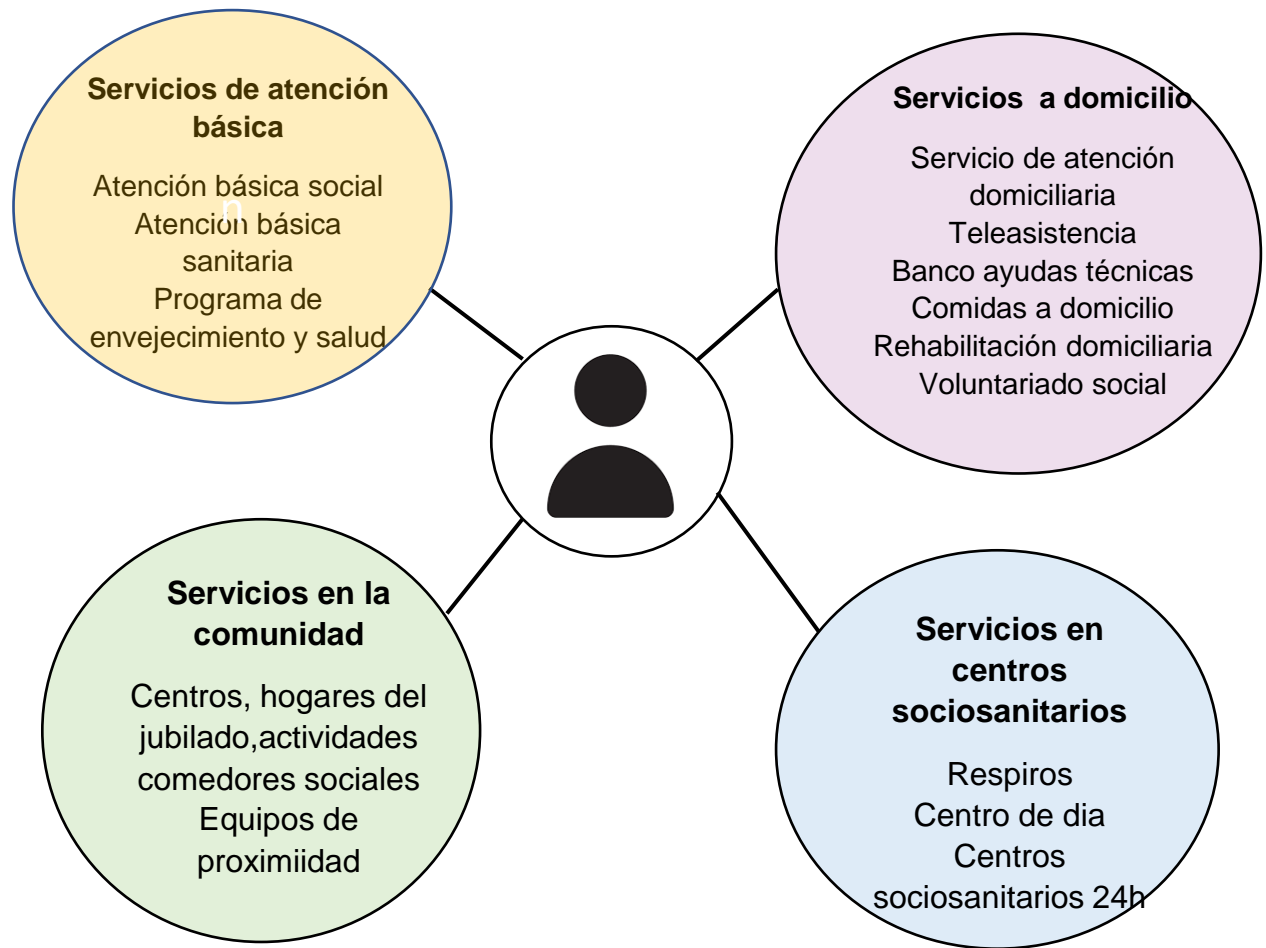 Servicios de atención
básica
Atención básica social
n
Atención básica
sanitaria
Programa de
envejecimiento y salud
Servicios a domicilio
Servicio de atención
domiciliaria
Teleasistencia
Banco ayudas técnicas
Comidas a domicilio
Rehabilitación domiciliaria
Voluntariado social
Servicios en la
comunidad
Centros, hogares del
jubilado,actividades
comedores sociales
Equipos de
proximiidad
Servicios en
centros
sociosanitarios
Respiros
Centro de dia
Centros
sociosanitarios 24h